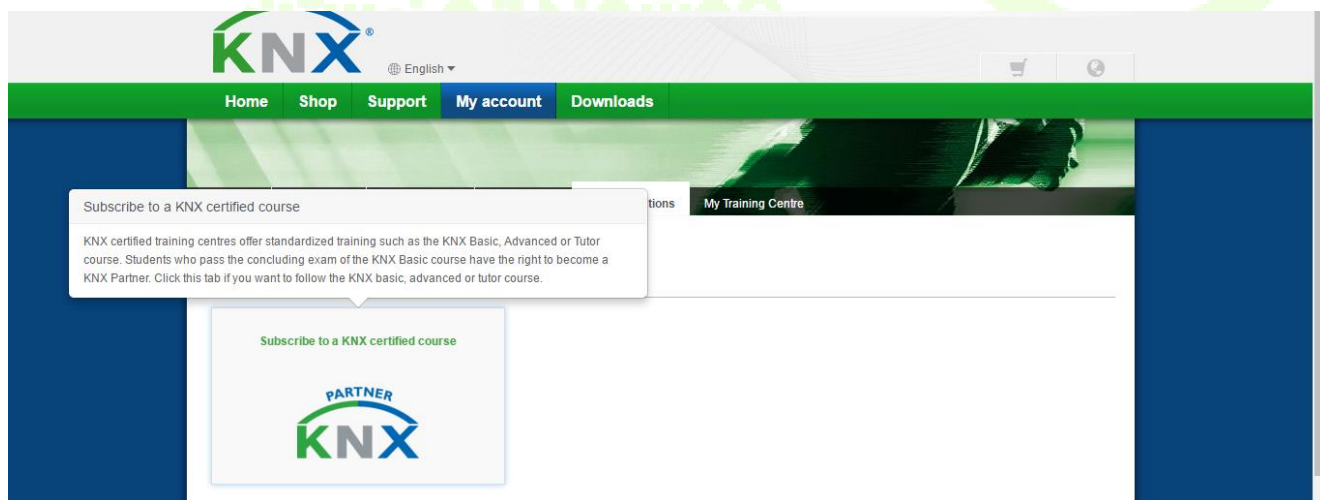 KNX®
English
Home Shop Support My account Downloads
tions My Training Centre
Subscribe to a KNX certified course
KNX certified training centres offer standardized training such as the KNX Basic, Advanced or Tutor
course. Students who pass the concluding exam of the KNX Basic course have the right to become a
KNX Partner. Click this tab if you want to follow the KNX basic, advanced or tutor course.
Subscribe to a KNX certified course
PARTNER
KNX